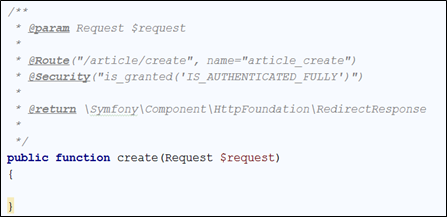 /**
 * @param Request $request
 *
 * @Route("/article/create", name="article_create")
 * @Security("is_granted('IS_AUTHENTICATED_FULLY')")
 *
 * @return \Symfony\Component\HttpFoundation\RedirectResponse
 *
 */
public function create(Request $request)
{
}